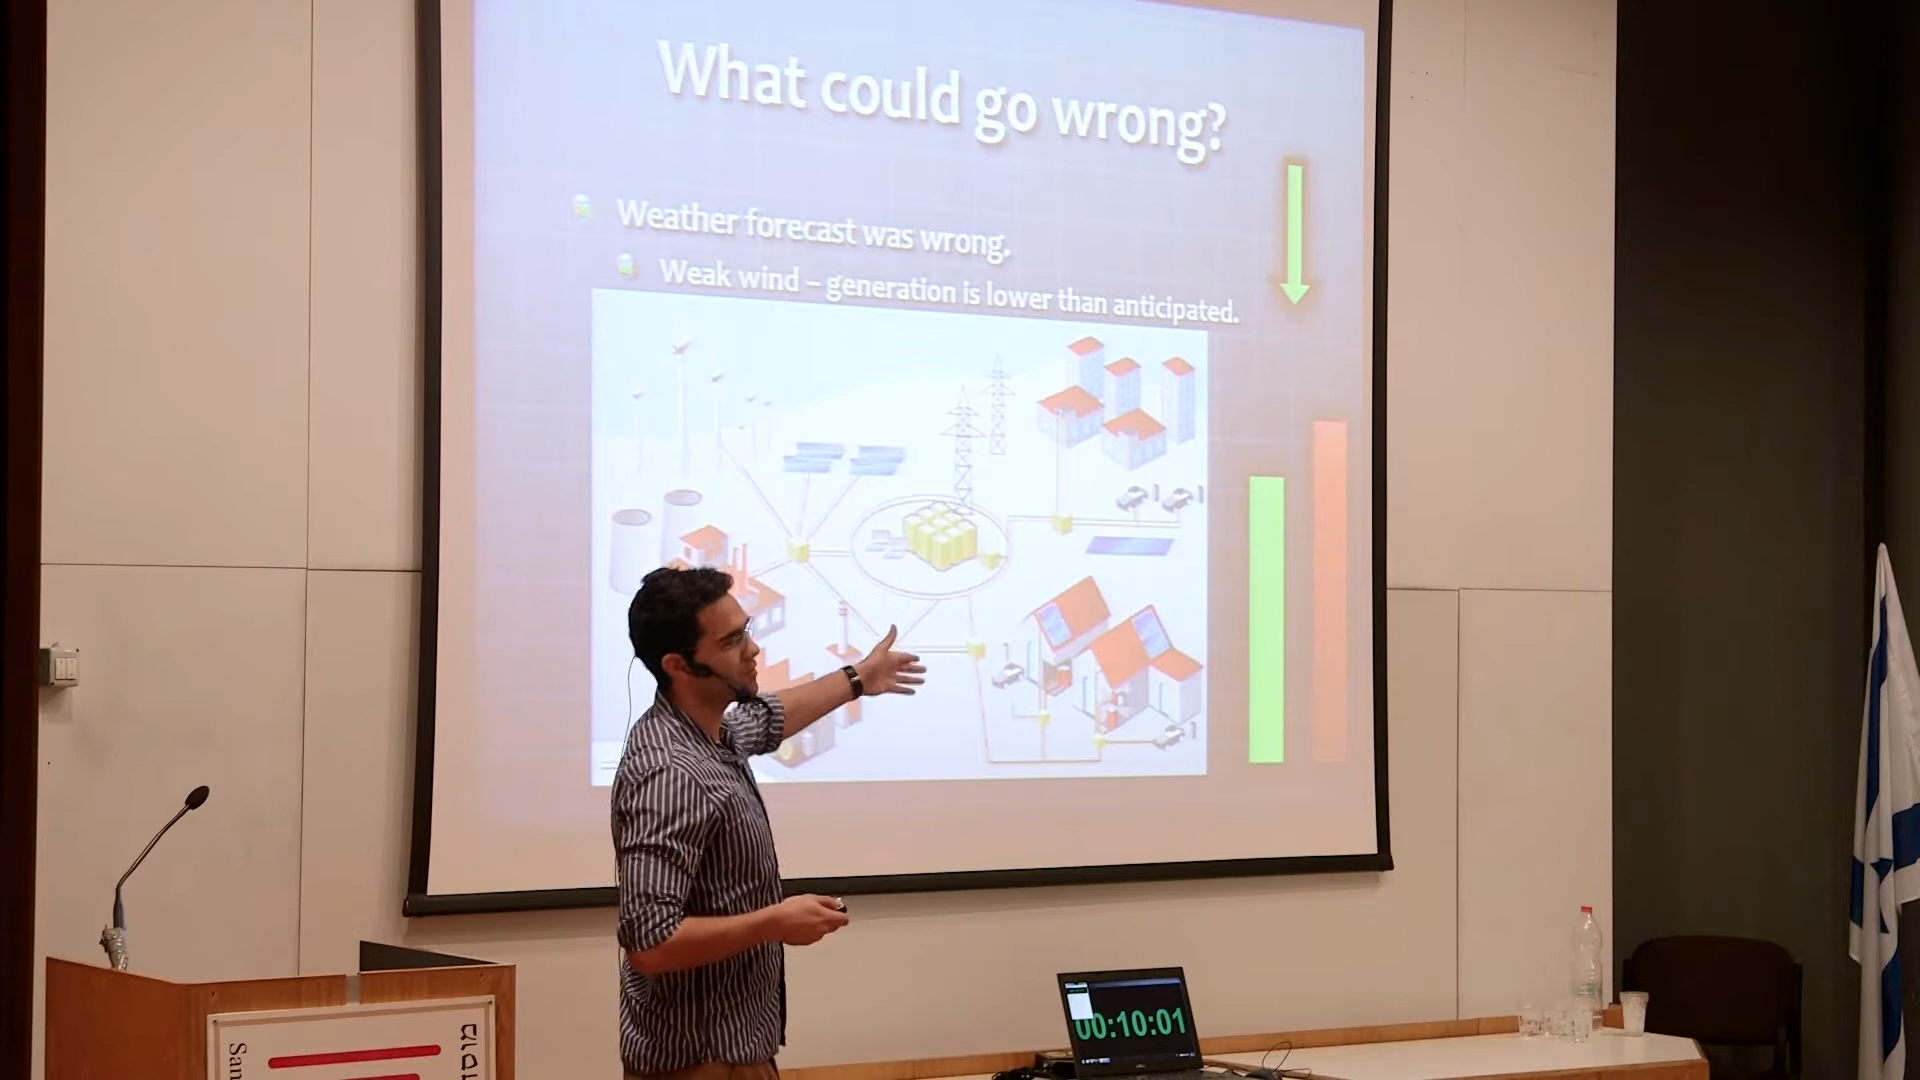 What could go wrong?
Weather forecast was wrong.
Weak wind – generation is lower than anticipated.
00:10:01